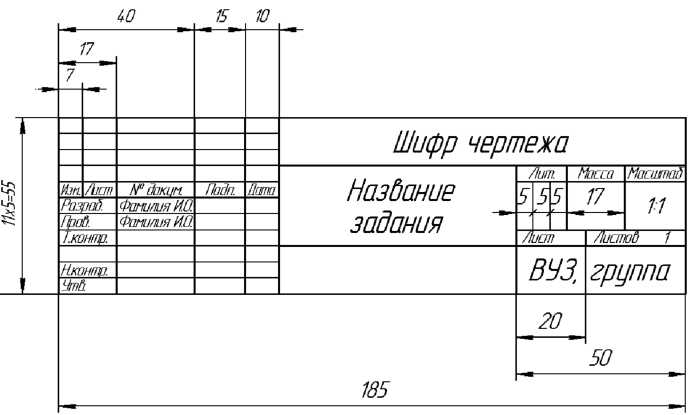 40 15 10
17
7
11x5=55
Шифр чертежа
Лит. Масса Масштаб
Изм. Лист № докум. Подп. Дата
Название
задания
5 5 5 17 1:1
Разраб. Фамилия И.О.
Пров. Фамилия И.О.
Т.контр.
Лист Листов 1
ВУЗ, группа
Н.контр.
Утв.
20
50
185